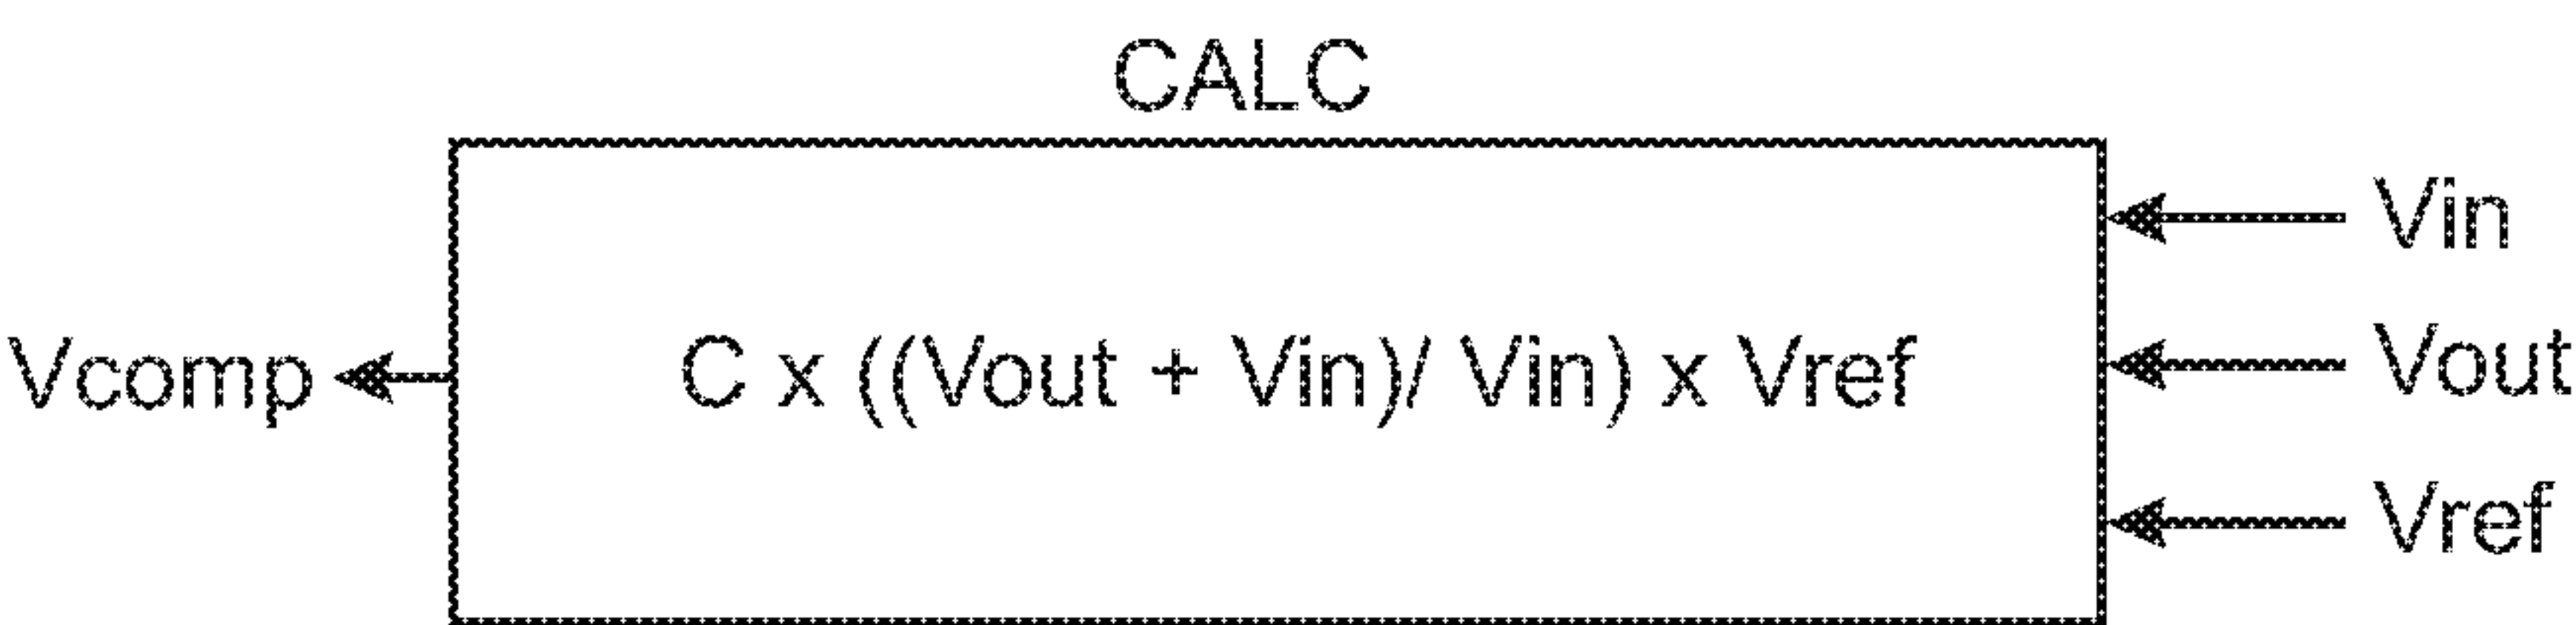 CALC
Vin
Vcomp
C x ((Vout + Vin)/ Vin) x Vref
Vout
Vref